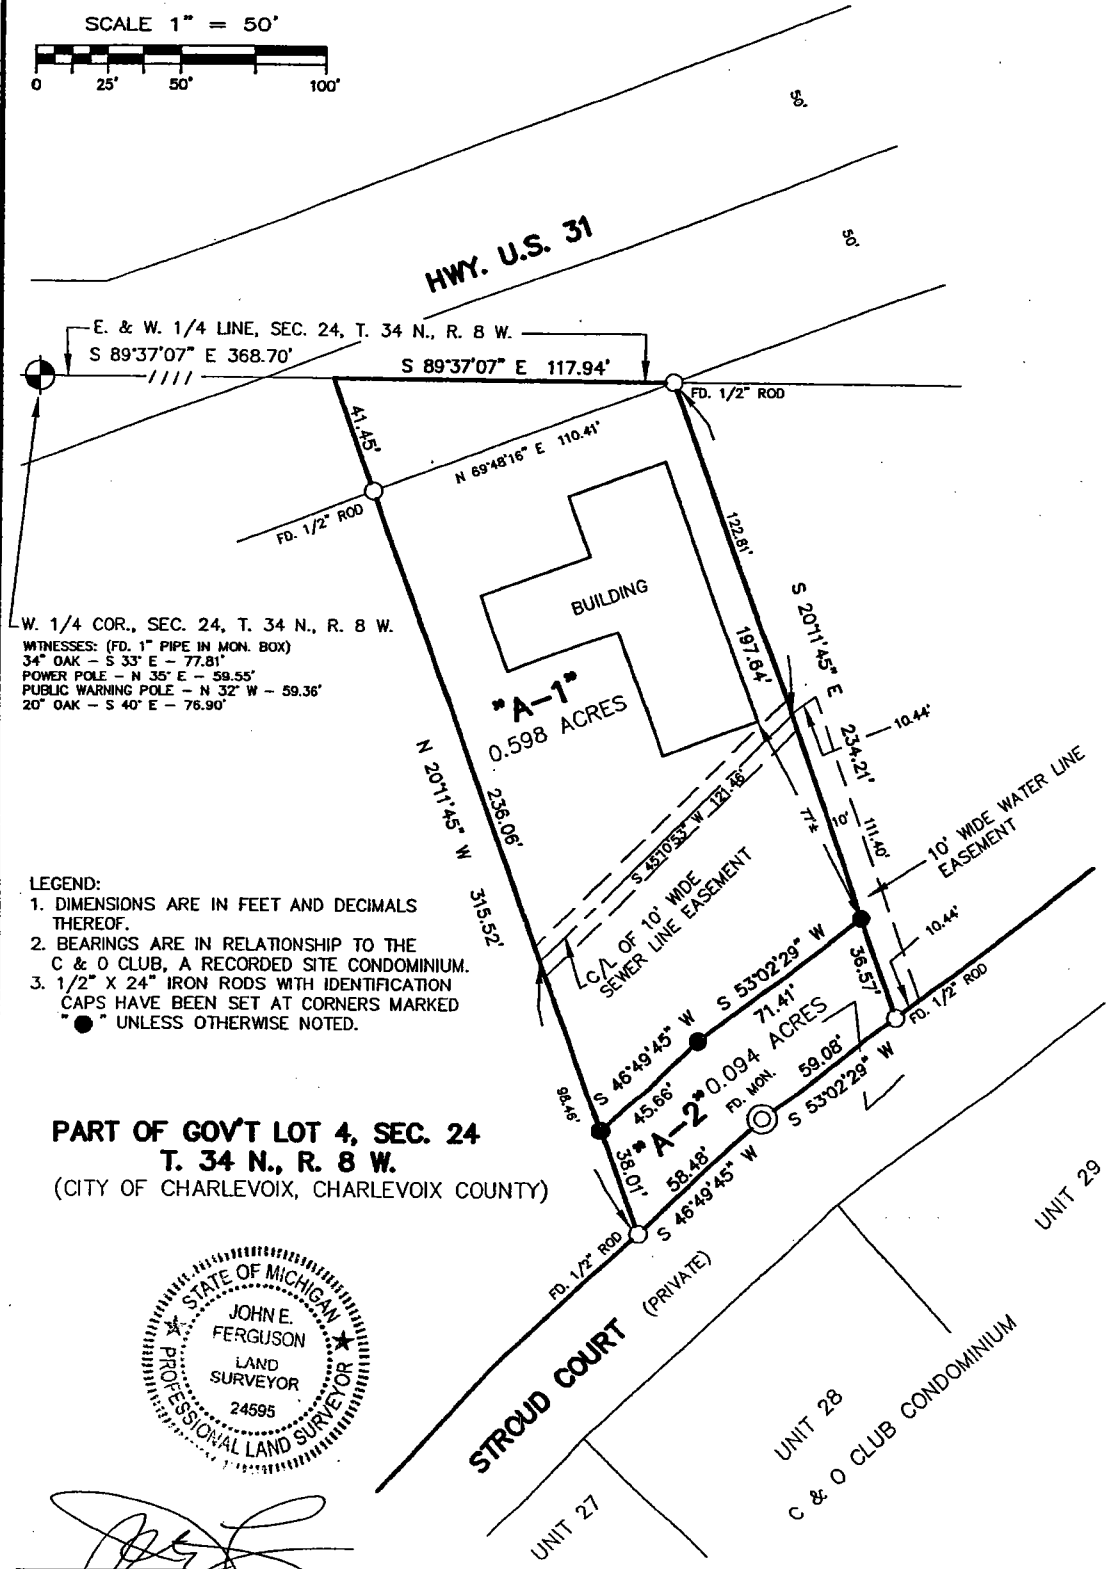 SCALE 1" = 50'
0 25' 50' 100'
50'
50'
HWY. U.S. 31
E. & W. 1/4 LINE, SEC. 24, T. 34 N., R. 8 W.
S 89°37'07" E 368.70'
S 89°37'07" E 117.94'
FD. 1/2" ROD
41.45'
N 69°48'16" E 110.41'
FD. 1/2" ROD
122.81'
BUILDING
S 20°11'45" E 234.21'
197.64'
W. 1/4 COR., SEC. 24, T. 34 N., R. 8 W.
WITNESSES: (FD. 1" PIPE IN MON. BOX)
34" OAK – S 33° E – 77.81'
POWER POLE – N 35° E – 59.55'
PUBLIC WARNING POLE – N 32° W – 59.36'
20" OAK – S 40° E – 76.90'
"A–1"
0.598 ACRES
10.44'
N 20°11'45" W 315.52'
236.06'
S 45°10'53" W 121.46'
77'±
10'
111.40'
10' WIDE WATER LINE
EASEMENT
C/L OF 10' WIDE
SEWER LINE EASEMENT
LEGEND:
1. DIMENSIONS ARE IN FEET AND DECIMALS
THEREOF.
2. BEARINGS ARE IN RELATIONSHIP TO THE
C & O CLUB, A RECORDED SITE CONDOMINIUM.
3. 1/2" X 24" IRON RODS WITH IDENTIFICATION
CAPS HAVE BEEN SET AT CORNERS MARKED
"●" UNLESS OTHERWISE NOTED.
10.44'
36.57'
FD. 1/2" ROD
S 53°02'29" W
71.41'
S 46°49'45" W
45.66'
"A–2" 0.094 ACRES
FD. MON.
59.08'
S 53°02'29" W
98.46'
38.01'
58.48'
S 46°49'45" W
FD. 1/2" ROD
PART OF GOV'T LOT 4, SEC. 24
T. 34 N., R. 8 W.
(CITY OF CHARLEVOIX, CHARLEVOIX COUNTY)
STATE OF MICHIGAN
JOHN E.
FERGUSON
LAND
SURVEYOR
24595
PROFESSIONAL LAND SURVEYOR
STROUD COURT (PRIVATE)
UNIT 29
UNIT 28
C & O CLUB CONDOMINIUM
UNIT 27